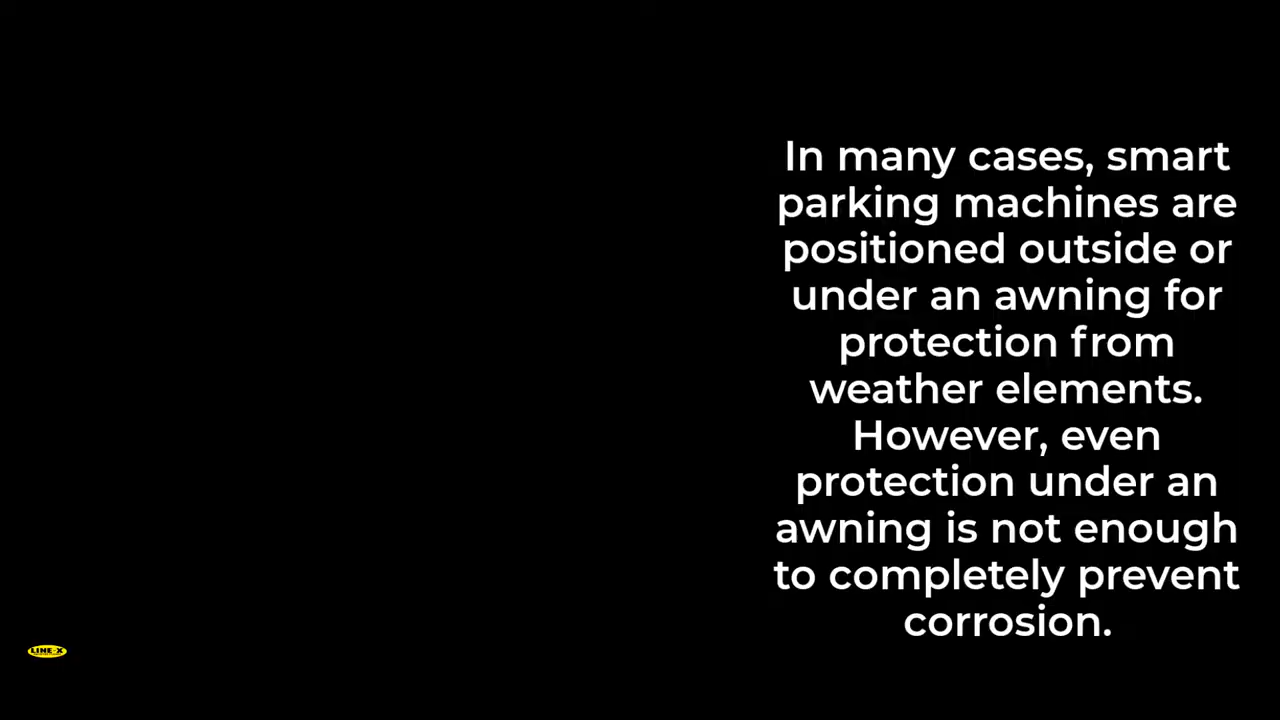 In many cases, smart
parking machines are
positioned outside or
under an awning for
protection from
weather elements.
However, even
protection under an
awning is not enough
to completely prevent
corrosion.
LINE-X